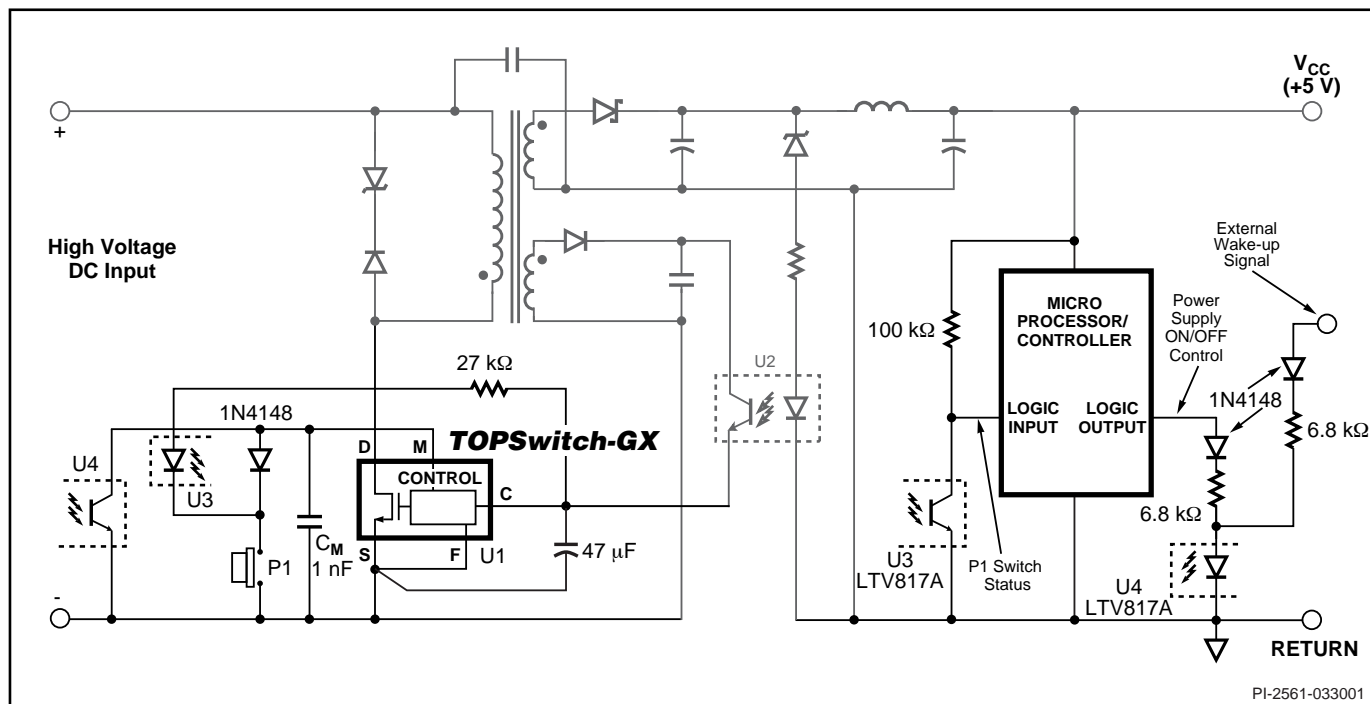 V_CC
(+5 V)
+
High Voltage
DC Input
External
Wake-up
Signal
MICRO
PROCESSOR/
CONTROLLER
Power
Supply
ON/OFF
Control
100 kΩ
27 kΩ
U2
1N4148
1N4148
LOGIC
INPUT
LOGIC
OUTPUT
6.8 kΩ
TOPSwitch-GX
D
M
CONTROL
C
U4
U3
6.8 kΩ
S
F
U1
47 µF
C_M
1 nF
P1
U3
LTV817A
P1 Switch
Status
U4
LTV817A
-
RETURN
PI-2561-033001